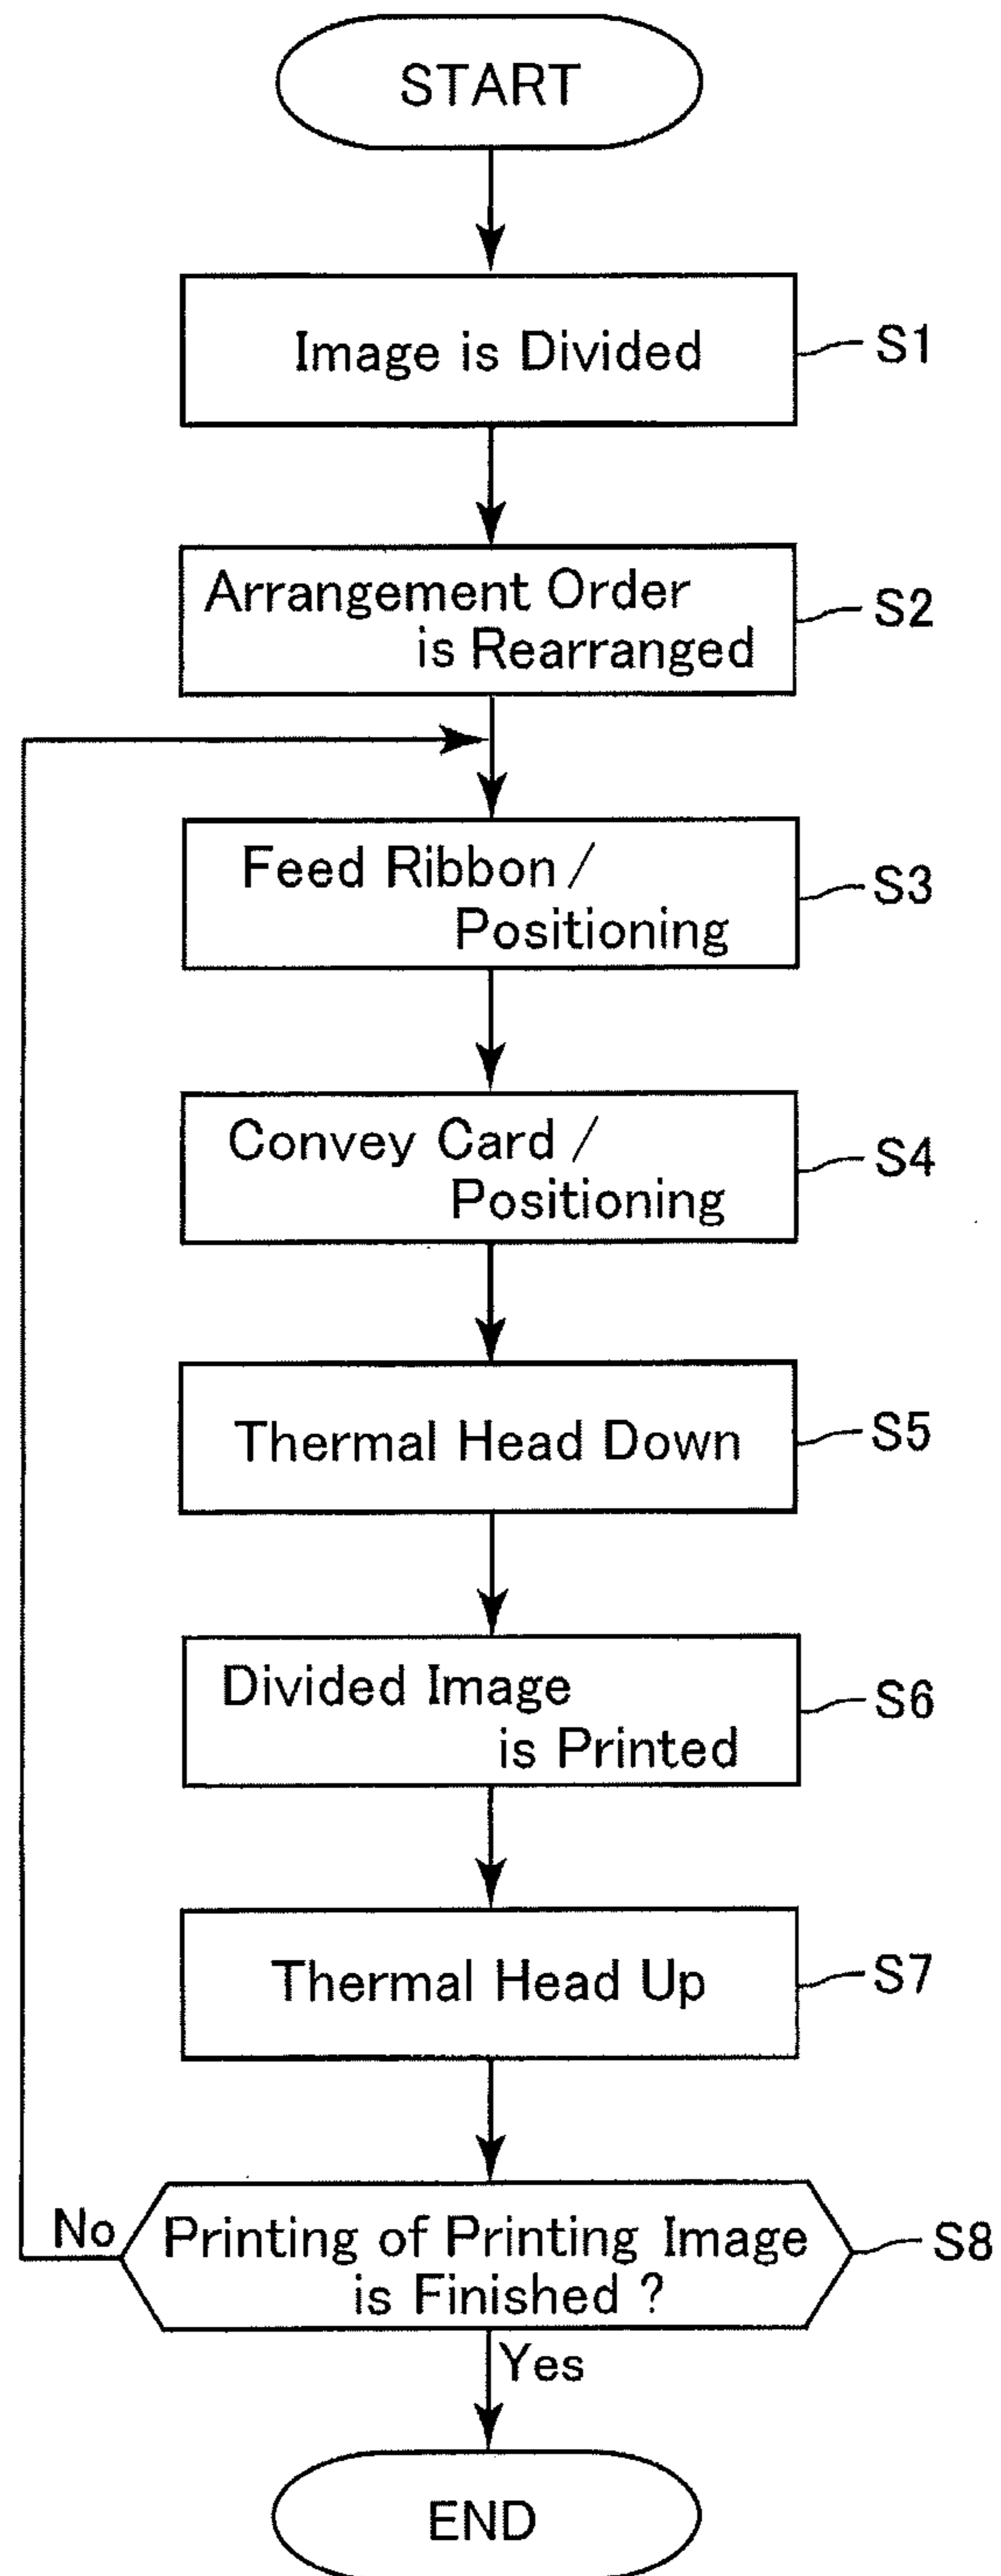 START
Image is Divided
S1
Arrangement Order
is Rearranged
S2
Feed Ribbon /
Positioning
S3
Convey Card /
Positioning
S4
Thermal Head Down
S5
Divided Image
is Printed
S6
Thermal Head Up
S7
No
Printing of Printing Image
is Finished ?
S8
Yes
END